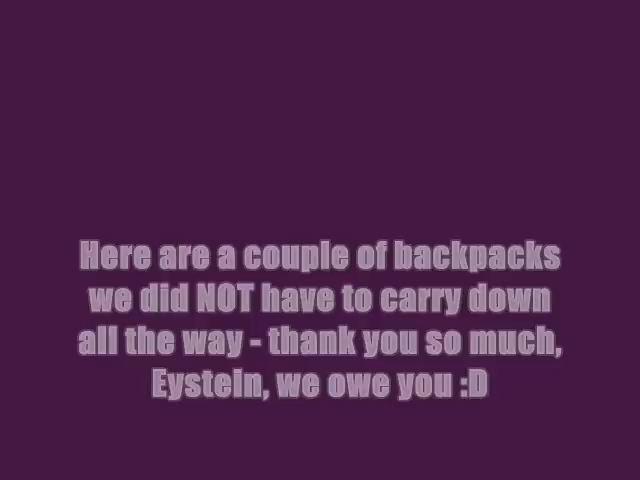 Here are a couple of backpacks
we did NOT have to carry down
all the way - thank you so much,
Eystein, we owe you :D